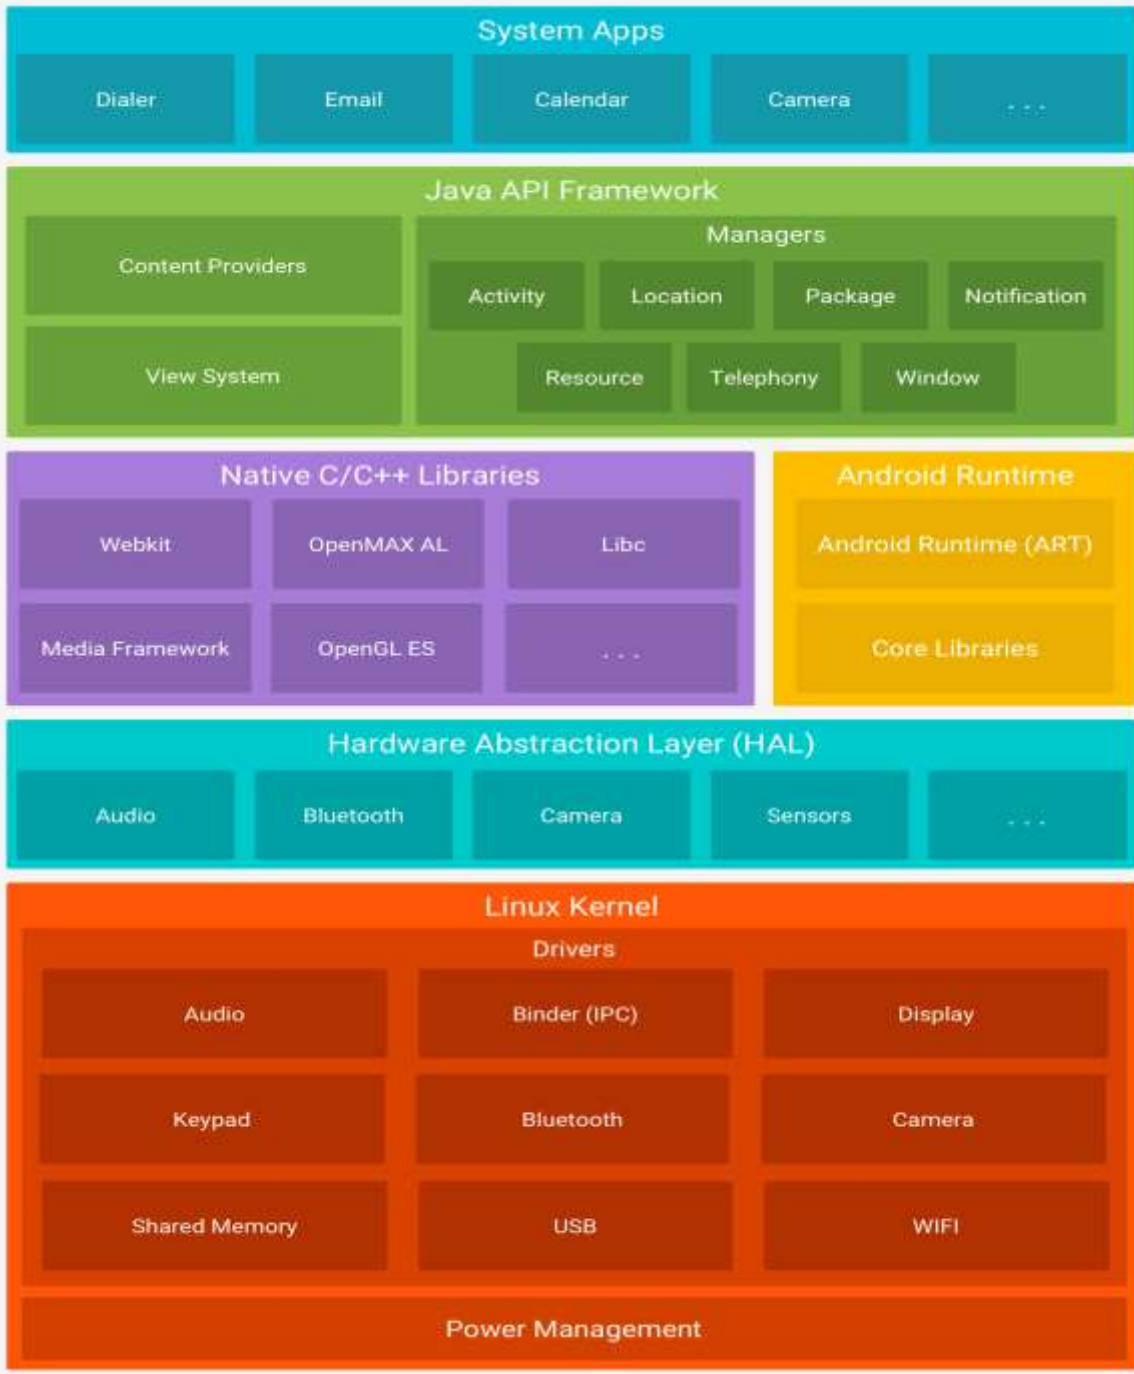 System Apps
Dialer Email Calendar Camera . . .
Java API Framework
Content Providers
View System
Managers
Activity Location Package Notification
Resource Telephony Window
Native C/C++ Libraries
Webkit OpenMAX AL Libc
Media Framework OpenGL ES . . .
Android Runtime
Android Runtime (ART)
Core Libraries
Hardware Abstraction Layer (HAL)
Audio Bluetooth Camera Sensors . . .
Linux Kernel
Drivers
Audio Binder (IPC) Display
Keypad Bluetooth Camera
Shared Memory USB WIFI
Power Management